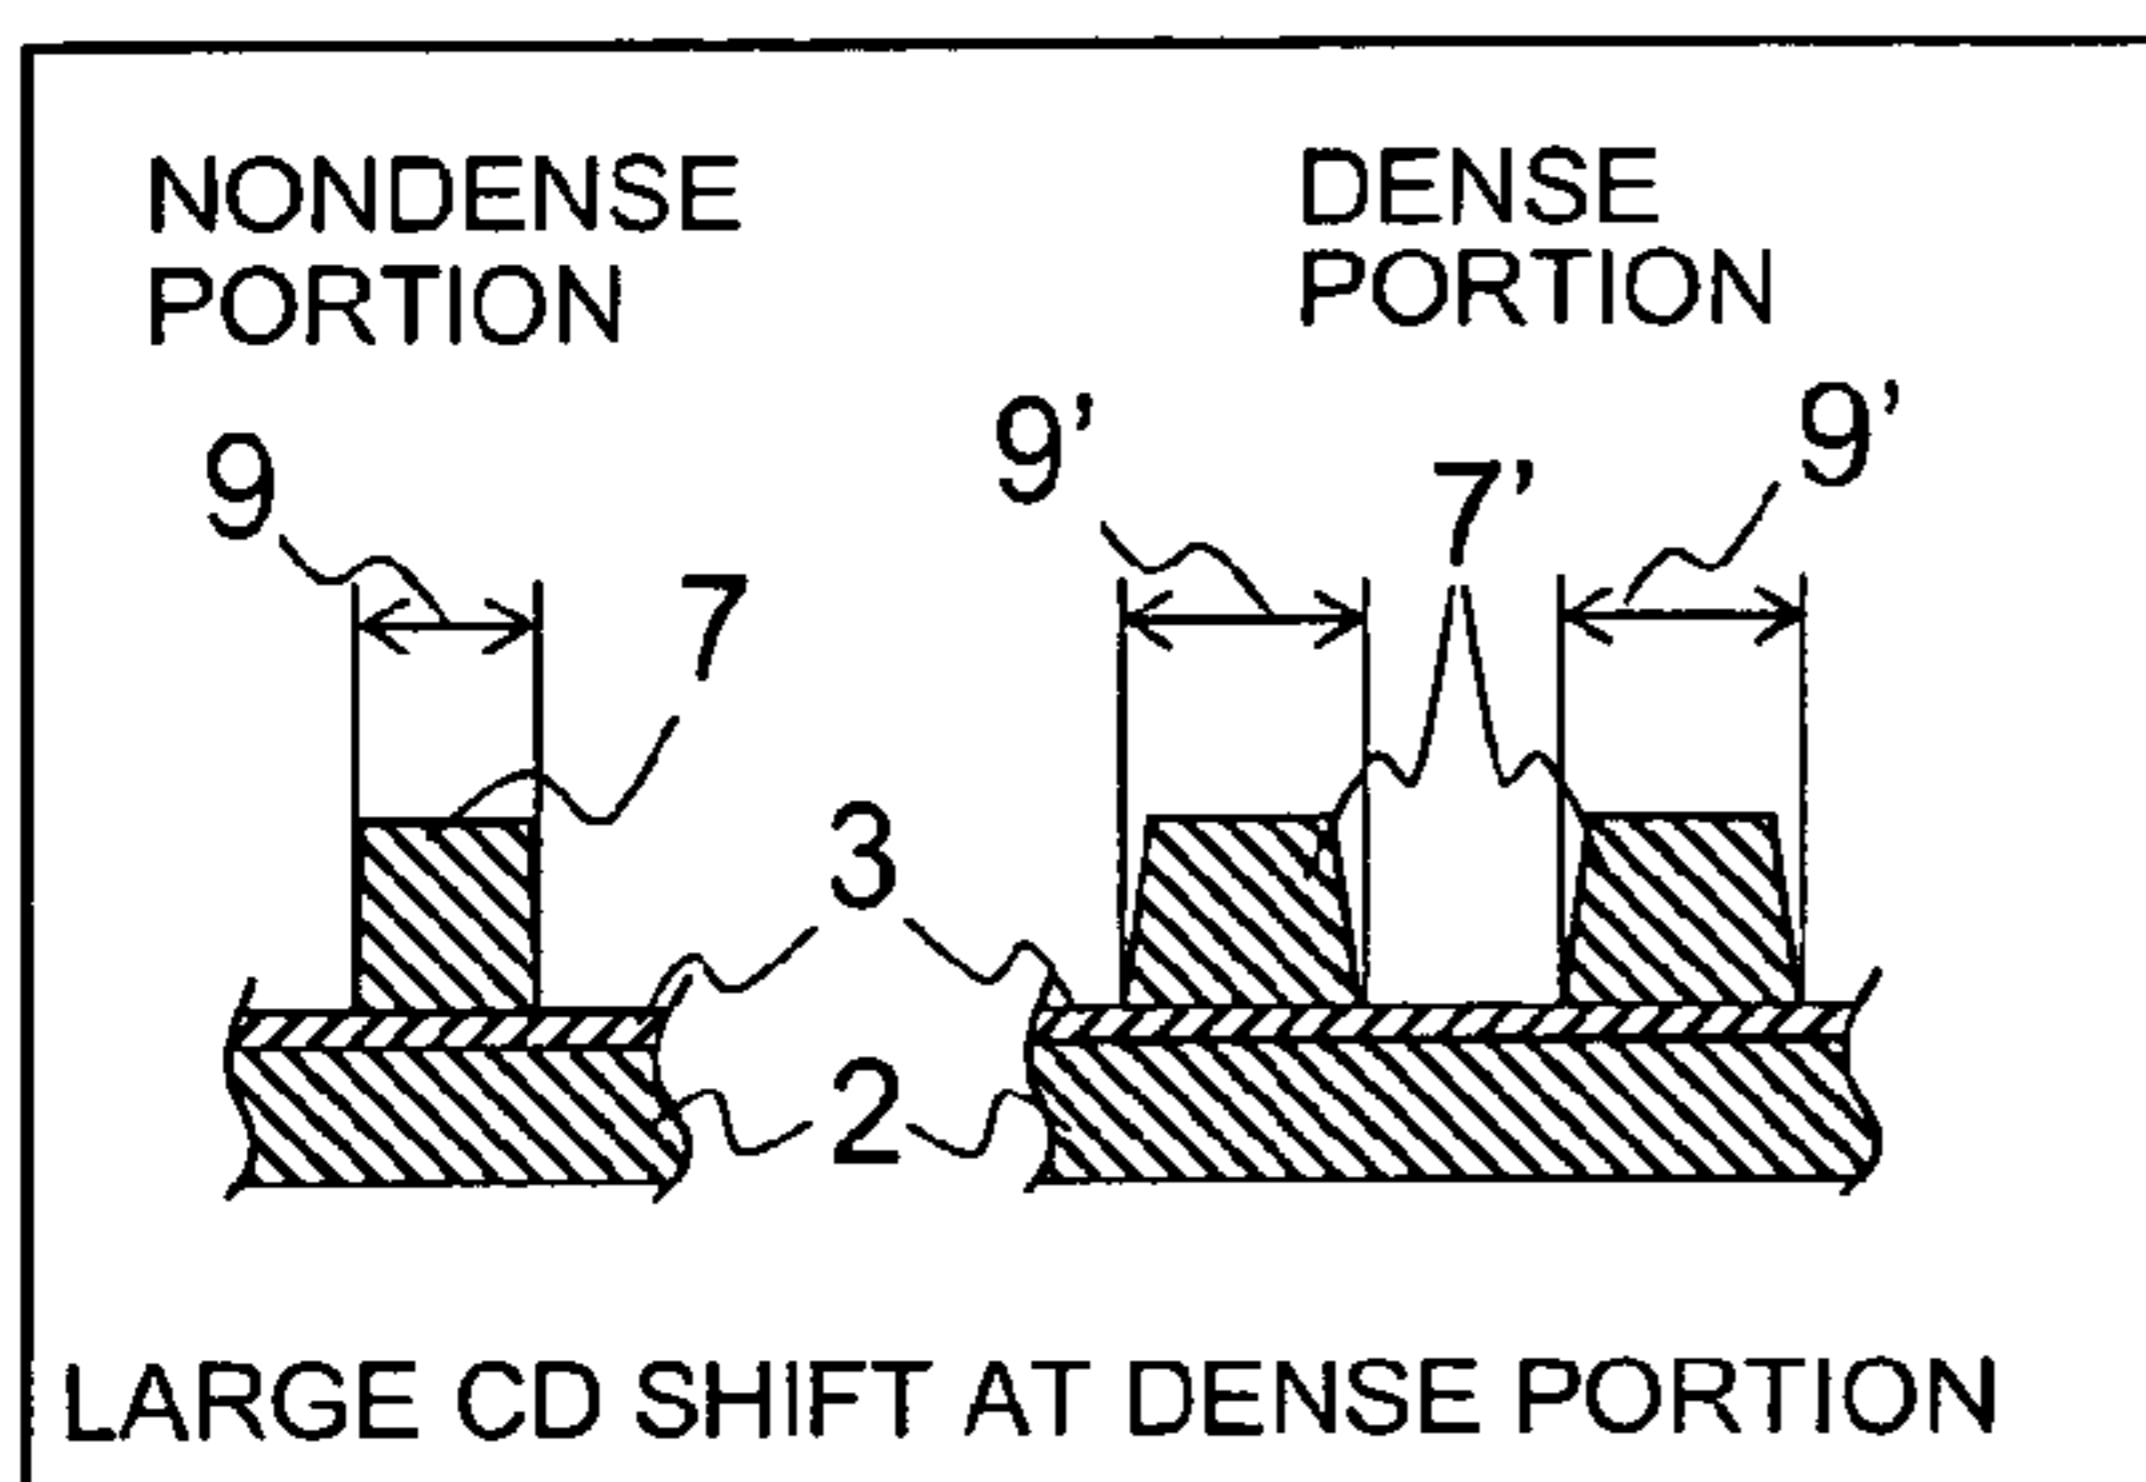 NONDENSE
PORTION
DENSE
PORTION
9
7
9'
7'
9'
3
2
LARGE CD SHIFT AT DENSE PORTION